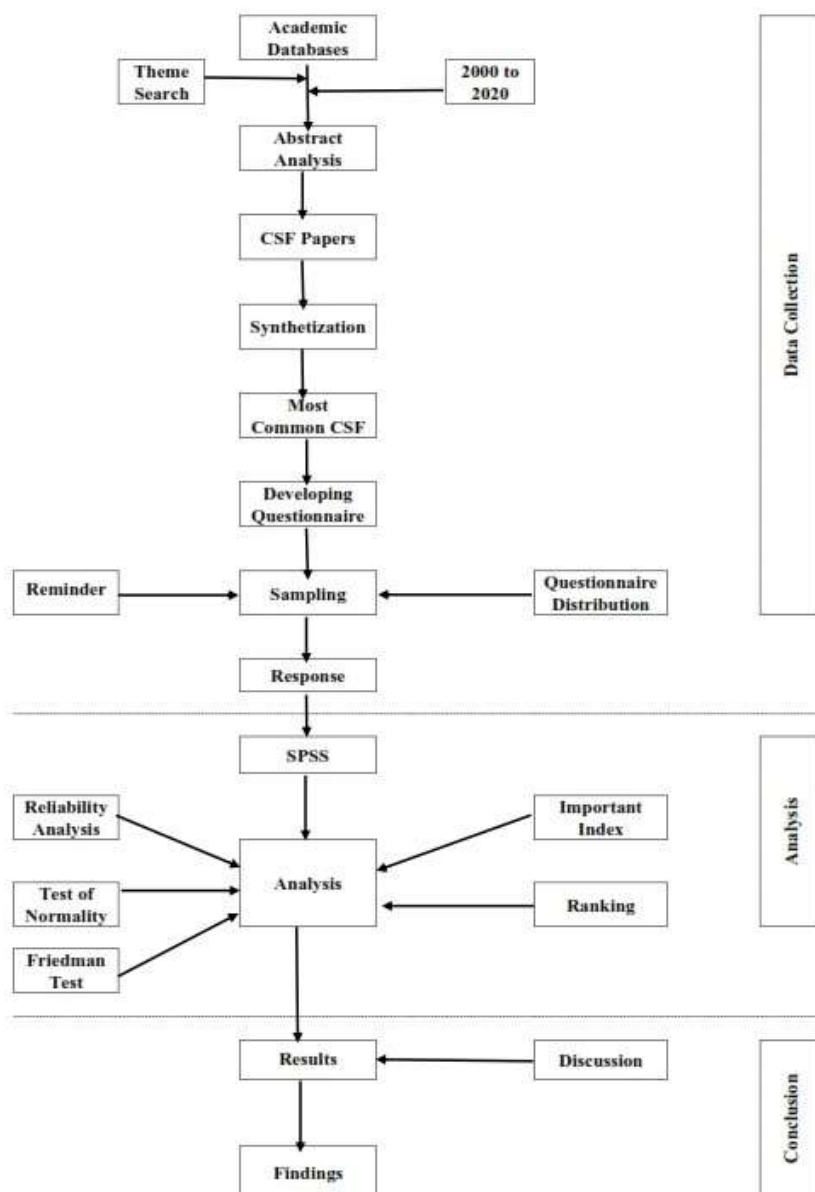 Academic
Databases
Theme
Search
2000 to
2020
Abstract
Analysis
CSF Papers
Synthetization
Most
Common CSF
Developing
Questionnaire
Data Collection
Reminder
Sampling
Questionnaire
Distribution
Response
SPSS
Reliability
Analysis
Important
Index
Analysis
Analysis
Test of
Normality
Ranking
Friedman
Test
Results
Discussion
Conclusion
Findings